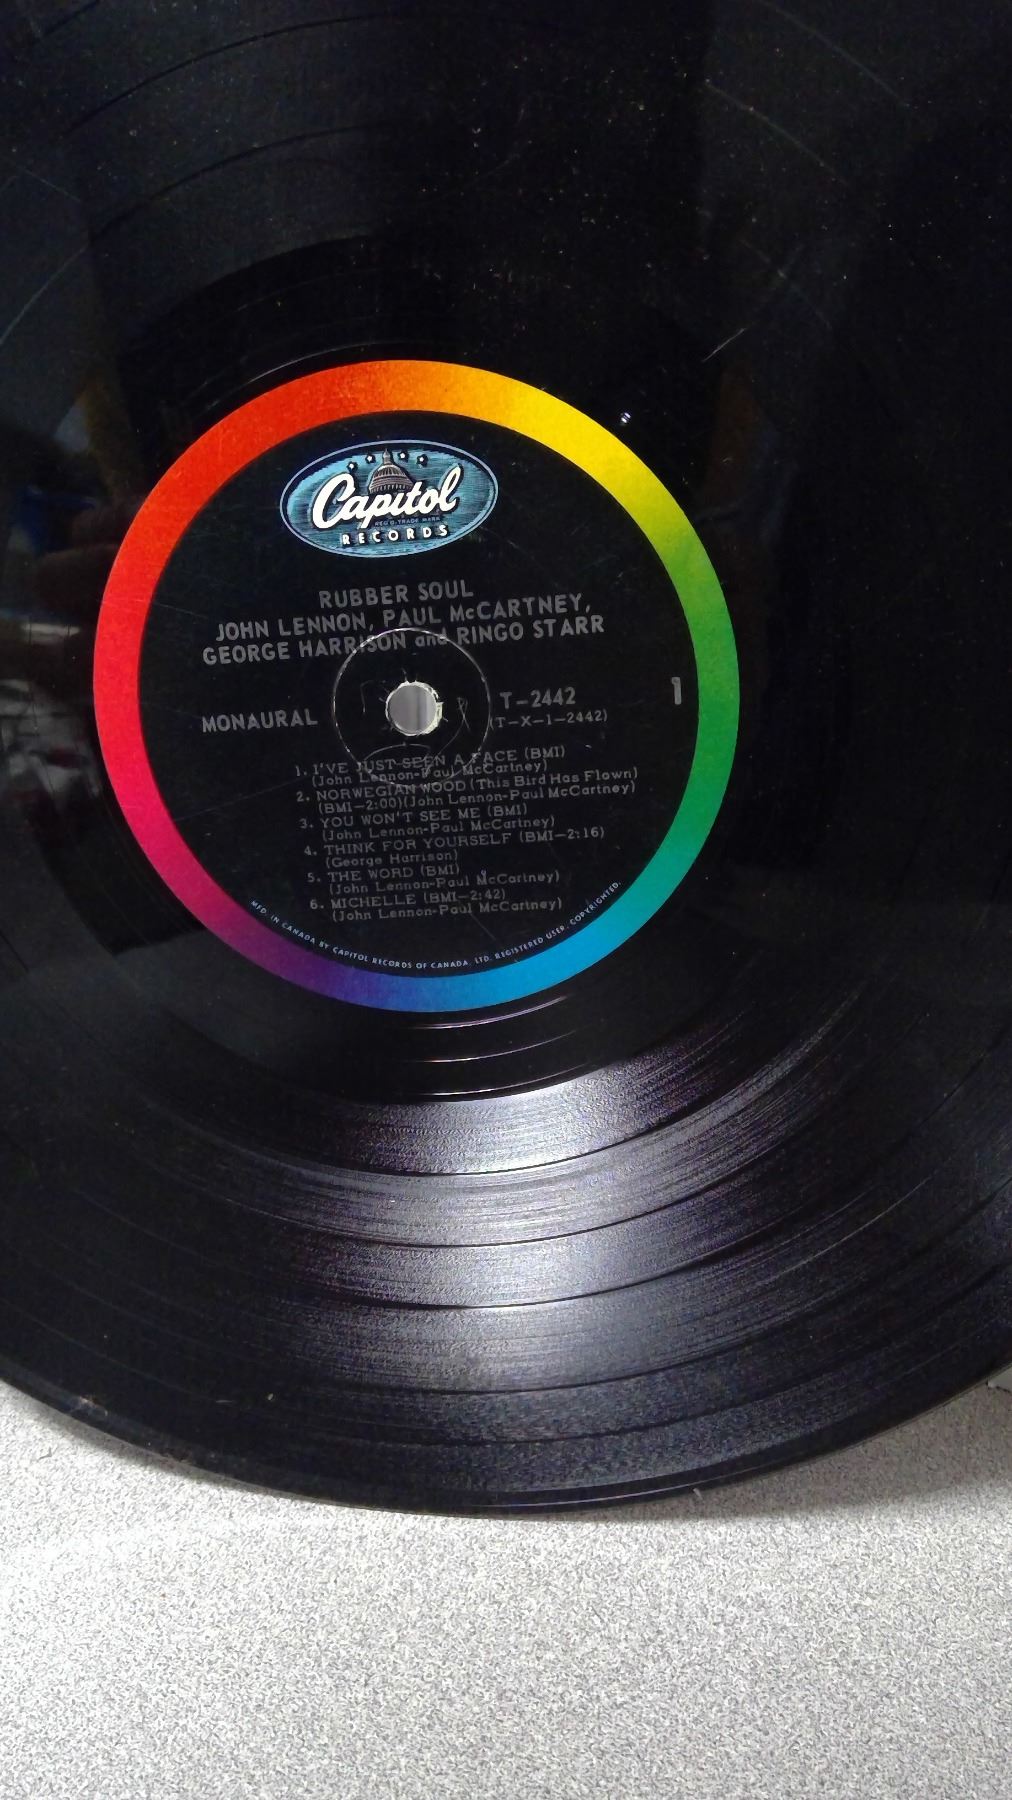 Capitol
REG'D. TRADE MARK
RECORDS
RUBBER SOUL
JOHN LENNON, PAUL McCARTNEY,
GEORGE HARRISON and RINGO STARR
MONAURAL
T-2442
(T-X-1-2442)
1
1. I'VE JUST SEEN A FACE (BMI)
(John Lennon-Paul McCartney)
2. NORWEGIAN WOOD (This Bird Has Flown)
(BMI-2:00)(John Lennon-Paul McCartney)
3. YOU WON'T SEE ME (BMI)
(John Lennon-Paul McCartney)
4. THINK FOR YOURSELF (BMI-2:16)
(George Harrison)
5. THE WORD (BMI)
(John Lennon-Paul McCartney)
6. MICHELLE (BMI-2:42)
(John Lennon-Paul McCartney)
MFD. IN CANADA BY CAPITOL RECORDS OF CANADA, LTD. REGISTERED USER. COPYRIGHTED.